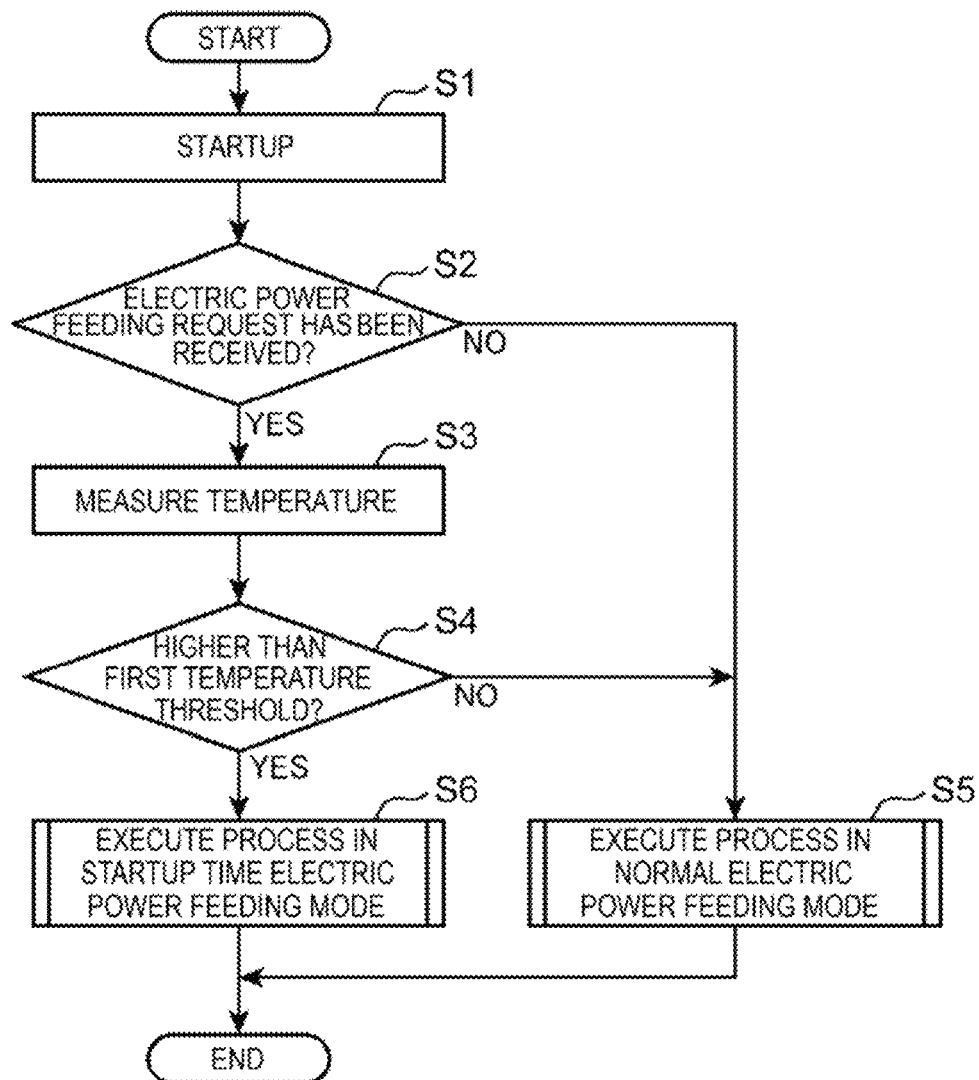 START
S1
STARTUP
S2
ELECTRIC POWER
FEEDING REQUEST HAS BEEN
RECEIVED?
NO
YES
S3
MEASURE TEMPERATURE
S4
HIGHER THAN
FIRST TEMPERATURE
THRESHOLD?
NO
YES
S6
EXECUTE PROCESS IN
STARTUP TIME ELECTRIC
POWER FEEDING MODE
S5
EXECUTE PROCESS IN
NORMAL ELECTRIC
POWER FEEDING MODE
END